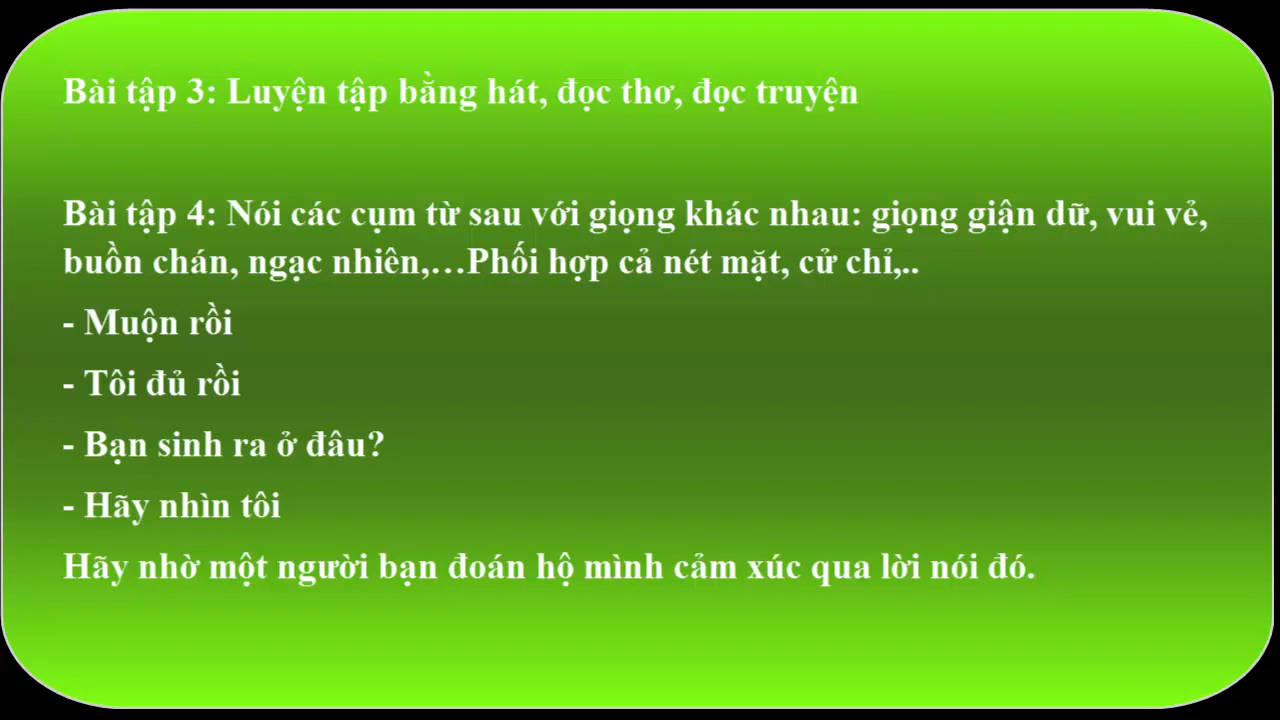 Bài tập 3: Luyện tập bằng hát, đọc thơ, đọc truyện
Bài tập 4: Nói các cụm từ sau với giọng khác nhau: giọng giận dữ, vui vẻ,
buồn chán, ngạc nhiên,…Phối hợp cả nét mặt, cử chỉ,..
- Muộn rồi
- Tôi đủ rồi
- Bạn sinh ra ở đâu?
- Hãy nhìn tôi
Hãy nhờ một người bạn đoán hộ mình cảm xúc qua lời nói đó.